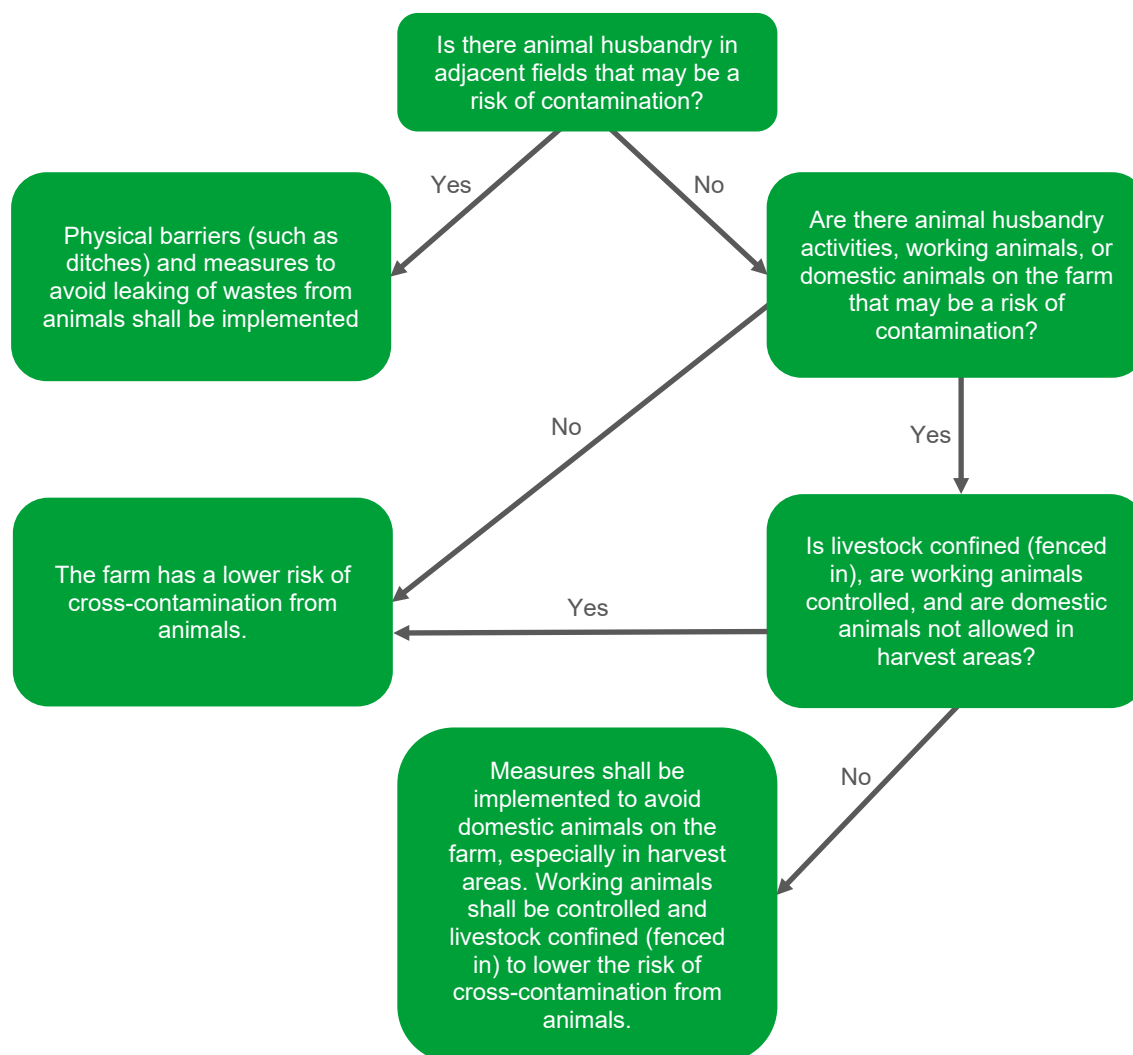 Is there animal husbandry in
adjacent fields that may be a
risk of contamination?
Yes
No
Physical barriers (such as
ditches) and measures to
avoid leaking of wastes from
animals shall be implemented
Are there animal husbandry
activities, working animals, or
domestic animals on the farm
that may be a risk of
contamination?
No
Yes
The farm has a lower risk of
cross-contamination from
animals.
Yes
Is livestock confined (fenced
in), are working animals
controlled, and are domestic
animals not allowed in
harvest areas?
No
Measures shall be
implemented to avoid
domestic animals on the
farm, especially in harvest
areas. Working animals
shall be controlled and
livestock confined (fenced
in) to lower the risk of
cross-contamination from
animals.